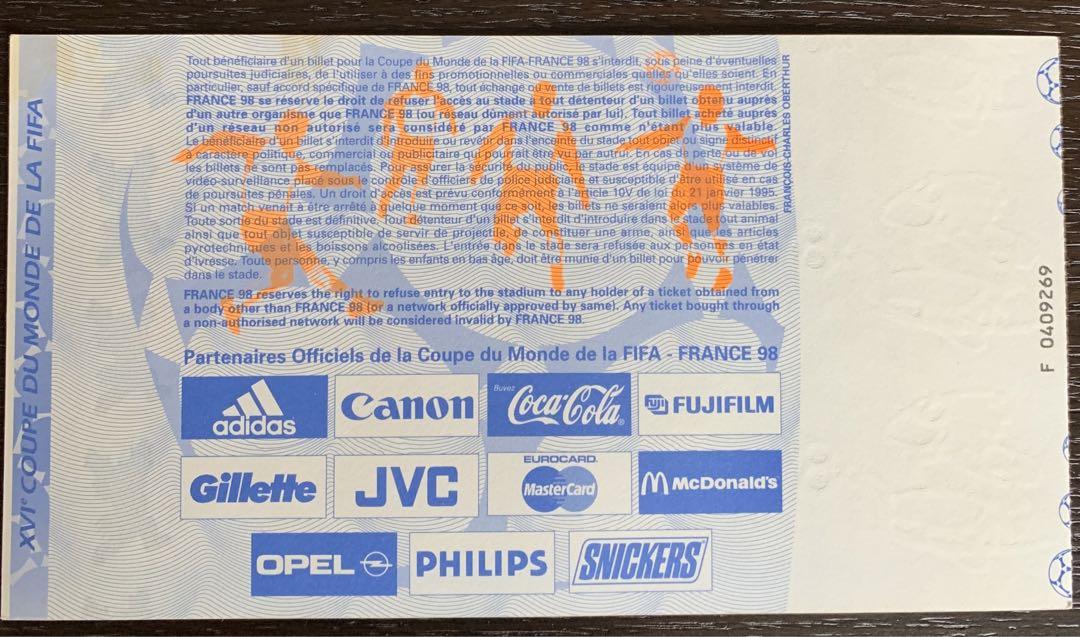 XVIe COUPE DU MONDE DE LA FIFA
Tout bénéficiaire d'un billet pour la Coupe du Monde de la FIFA-FRANCE 98 s'interdit, sous peine d'éventuelles
poursuites judiciaires, de l'utiliser à des fins promotionnelles ou commerciales quelles qu'elles soient. En
particulier, sauf accord spécifique de FRANCE 98, tout échange ou vente de billets est rigoureusement interdit.
FRANCE 98 se réserve le droit de refuser l'accès au stade à tout détenteur d'un billet obtenu auprès
d'un autre organisme que FRANCE 98 (ou réseau dûment autorisé par lui). Tout billet acheté auprès
d'un réseau non autorisé sera considéré par FRANCE 98 comme n'étant plus valable.
Le bénéficiaire d'un billet s'interdit d'introduire ou revêtir dans l'enceinte du stade tout objet ou signe distinctif
à caractère politique, commercial ou publicitaire qui pourrait être vu par autrui. En cas de perte ou de vol
les billets ne sont pas remplacés. Pour assurer la sécurité du public, le stade est équipé d'un système de
vidéo-surveillance placé sous le contrôle d'officiers de police judiciaire et susceptible d'être utilisé en cas
de poursuites pénales. Un droit d'accès est prévu conformément à l'article 10V de loi du 21 janvier 1995.
Si un match venait à être arrêté à quelque moment que ce soit, les billets ne seraient alors plus valables.
Toute sortie du stade est définitive. Tout détenteur d'un billet s'interdit d'introduire dans le stade tout animal
ainsi que tout objet susceptible de servir de projectile, de constituer une arme, ainsi que les articles
pyrotechniques et les boissons alcoolisées. L'entrée dans le stade sera refusée aux personnes en état
d'ivresse. Toute personne, y compris les enfants en bas âge, doit être munie d'un billet pour pouvoir pénétrer
dans le stade.
FRANCE 98 reserves the right to refuse entry to the stadium to any holder of a ticket obtained from
a body other than FRANCE 98 (or a network officially approved by same). Any ticket bought through
a non-authorised network will be considered invalid by FRANCE 98.
FRANÇOIS-CHARLES OBERTHUR
Partenaires Officiels de la Coupe du Monde de la FIFA - FRANCE 98
adidas
Canon
Buvez
Coca-Cola
FUJI FUJIFILM
Gillette
JVC
EUROCARD
MasterCard
McDonald's
OPEL
PHILIPS
SNICKERS
F 0409269